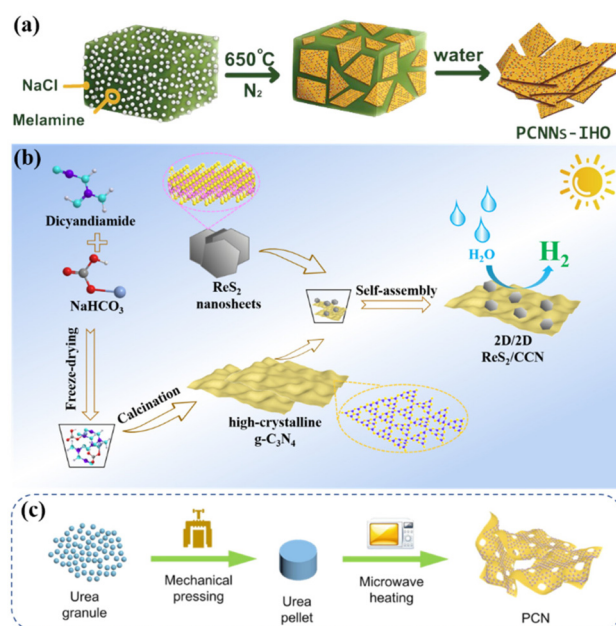 (a)
650°C
N₂
water
NaCl
Melamine
PCNNs-IHO
(b)
Dicyandiamide
NaHCO₃
Freeze-drying
Calcination
ReS₂
nanosheets
high-crystalline
g-C₃N₄
Self-assembly
H₂O
H₂
2D/2D
ReS₂/CCN
(c)
Urea
granule
Mechanical
pressing
Urea
pellet
Microwave
heating
PCN